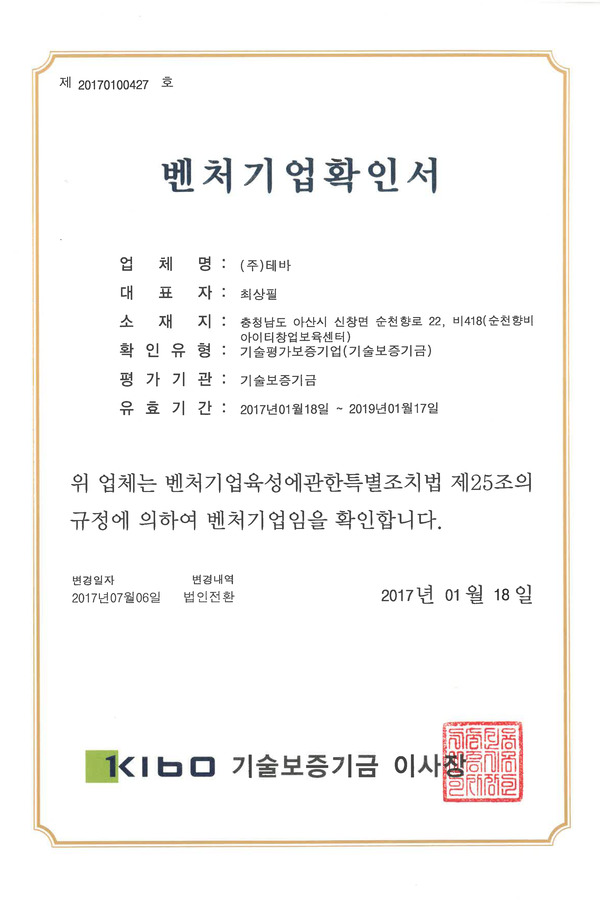 제 20170100427 호
벤처기업확인서
업 체 명 : (주)테바
대 표 자 : 최상필
소 재 지 : 충청남도 아산시 신창면 순천향로 22, 비418(순천향비
아이티창업보육센터)
확 인 유 형 : 기술평가보증기업(기술보증기금)
평 가 기 관 : 기술보증기금
유 효 기 간 : 2017년01월18일 ~ 2019년01월17일
위 업체는 벤처기업육성에관한특별조치법 제25조의
규정에 의하여 벤처기업임을 확인합니다.
변경일자 변경내역
2017년07월06일 법인전환
2017년 01월 18일
KIBO 기술보증기금 이사장